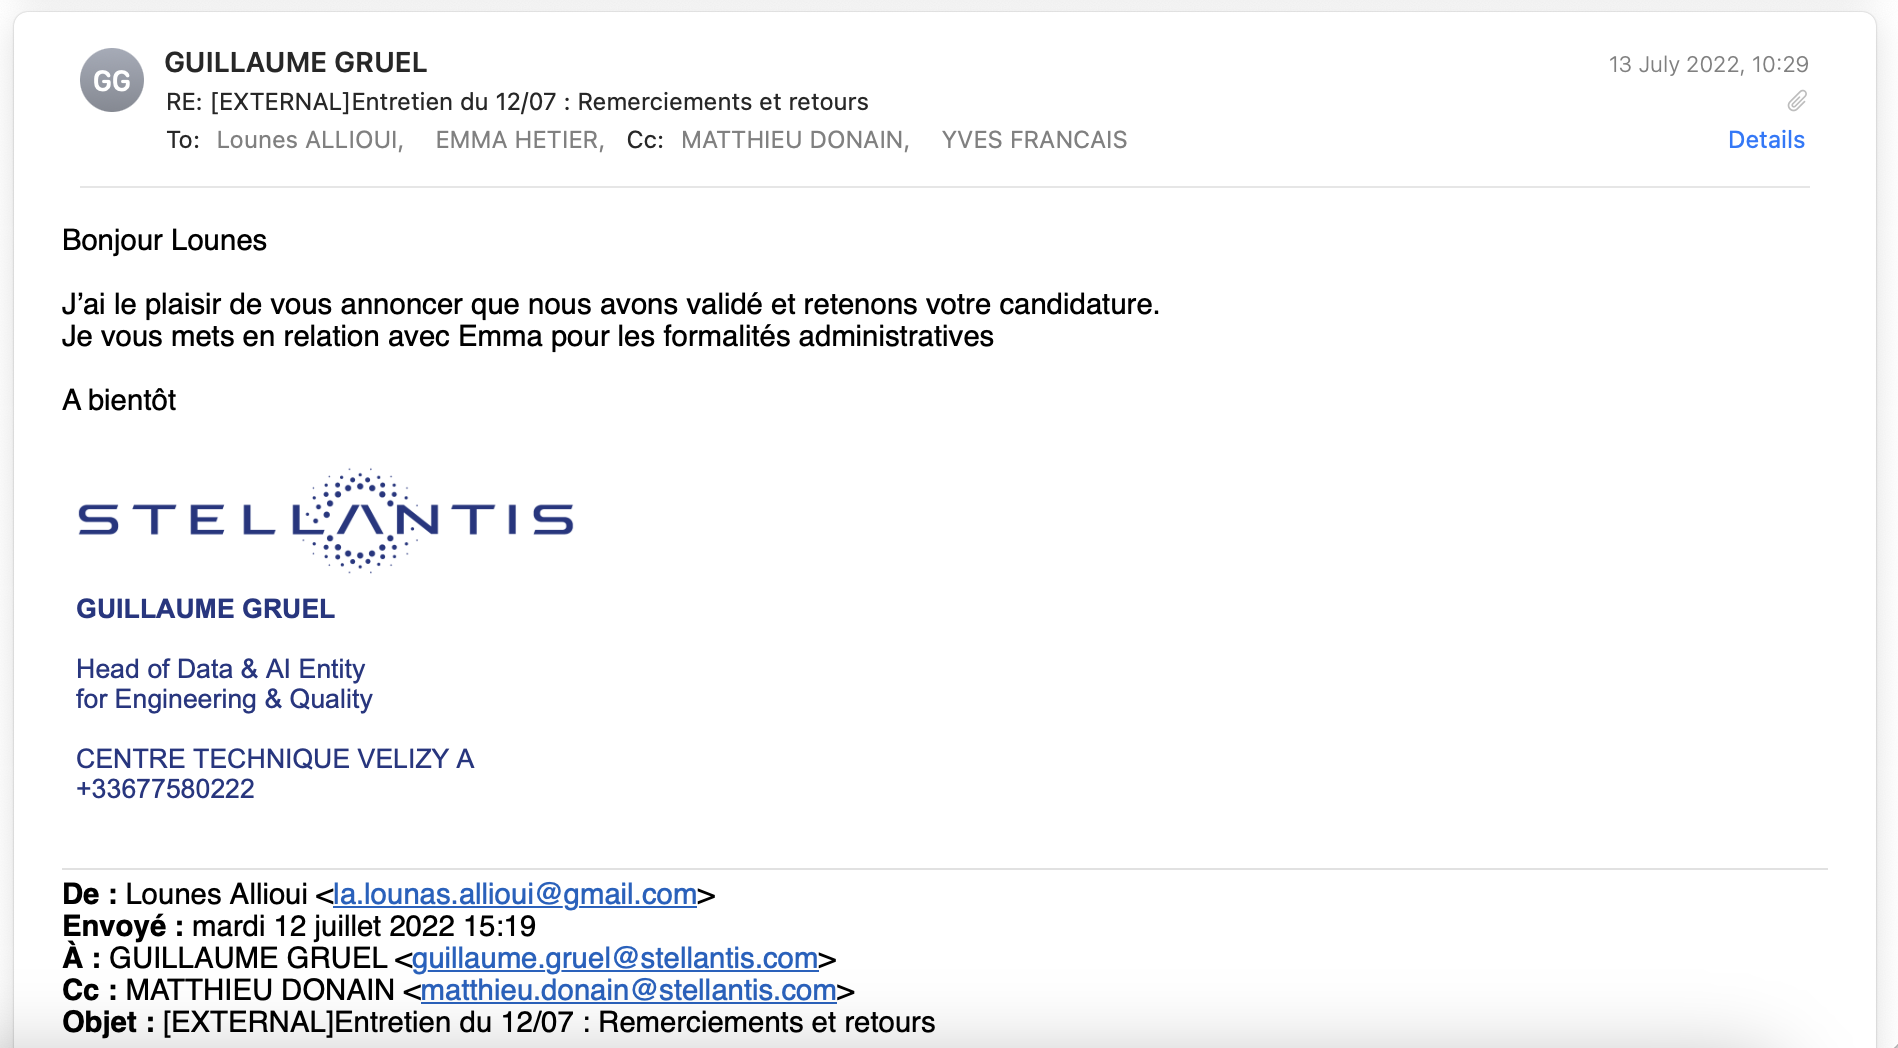 GG
GUILLAUME GRUEL
13 July 2022, 10:29
RE: [EXTERNAL]Entretien du 12/07 : Remerciements et retours
To: Lounes ALLIOUI, EMMA HETIER, Cc: MATTHIEU DONAIN, YVES FRANCAIS
Details
Bonjour Lounes
J’ai le plaisir de vous annoncer que nous avons validé et retenons votre candidature.
Je vous mets en relation avec Emma pour les formalités administratives
A bientôt
STELLANTIS
GUILLAUME GRUEL
Head of Data & AI Entity
for Engineering & Quality
CENTRE TECHNIQUE VELIZY A
+33677580222
De : Lounes Allioui <la.lounas.allioui@gmail.com>
Envoyé : mardi 12 juillet 2022 15:19
À : GUILLAUME GRUEL <guillaume.gruel@stellantis.com>
Cc : MATTHIEU DONAIN <matthieu.donain@stellantis.com>
Objet : [EXTERNAL]Entretien du 12/07 : Remerciements et retours